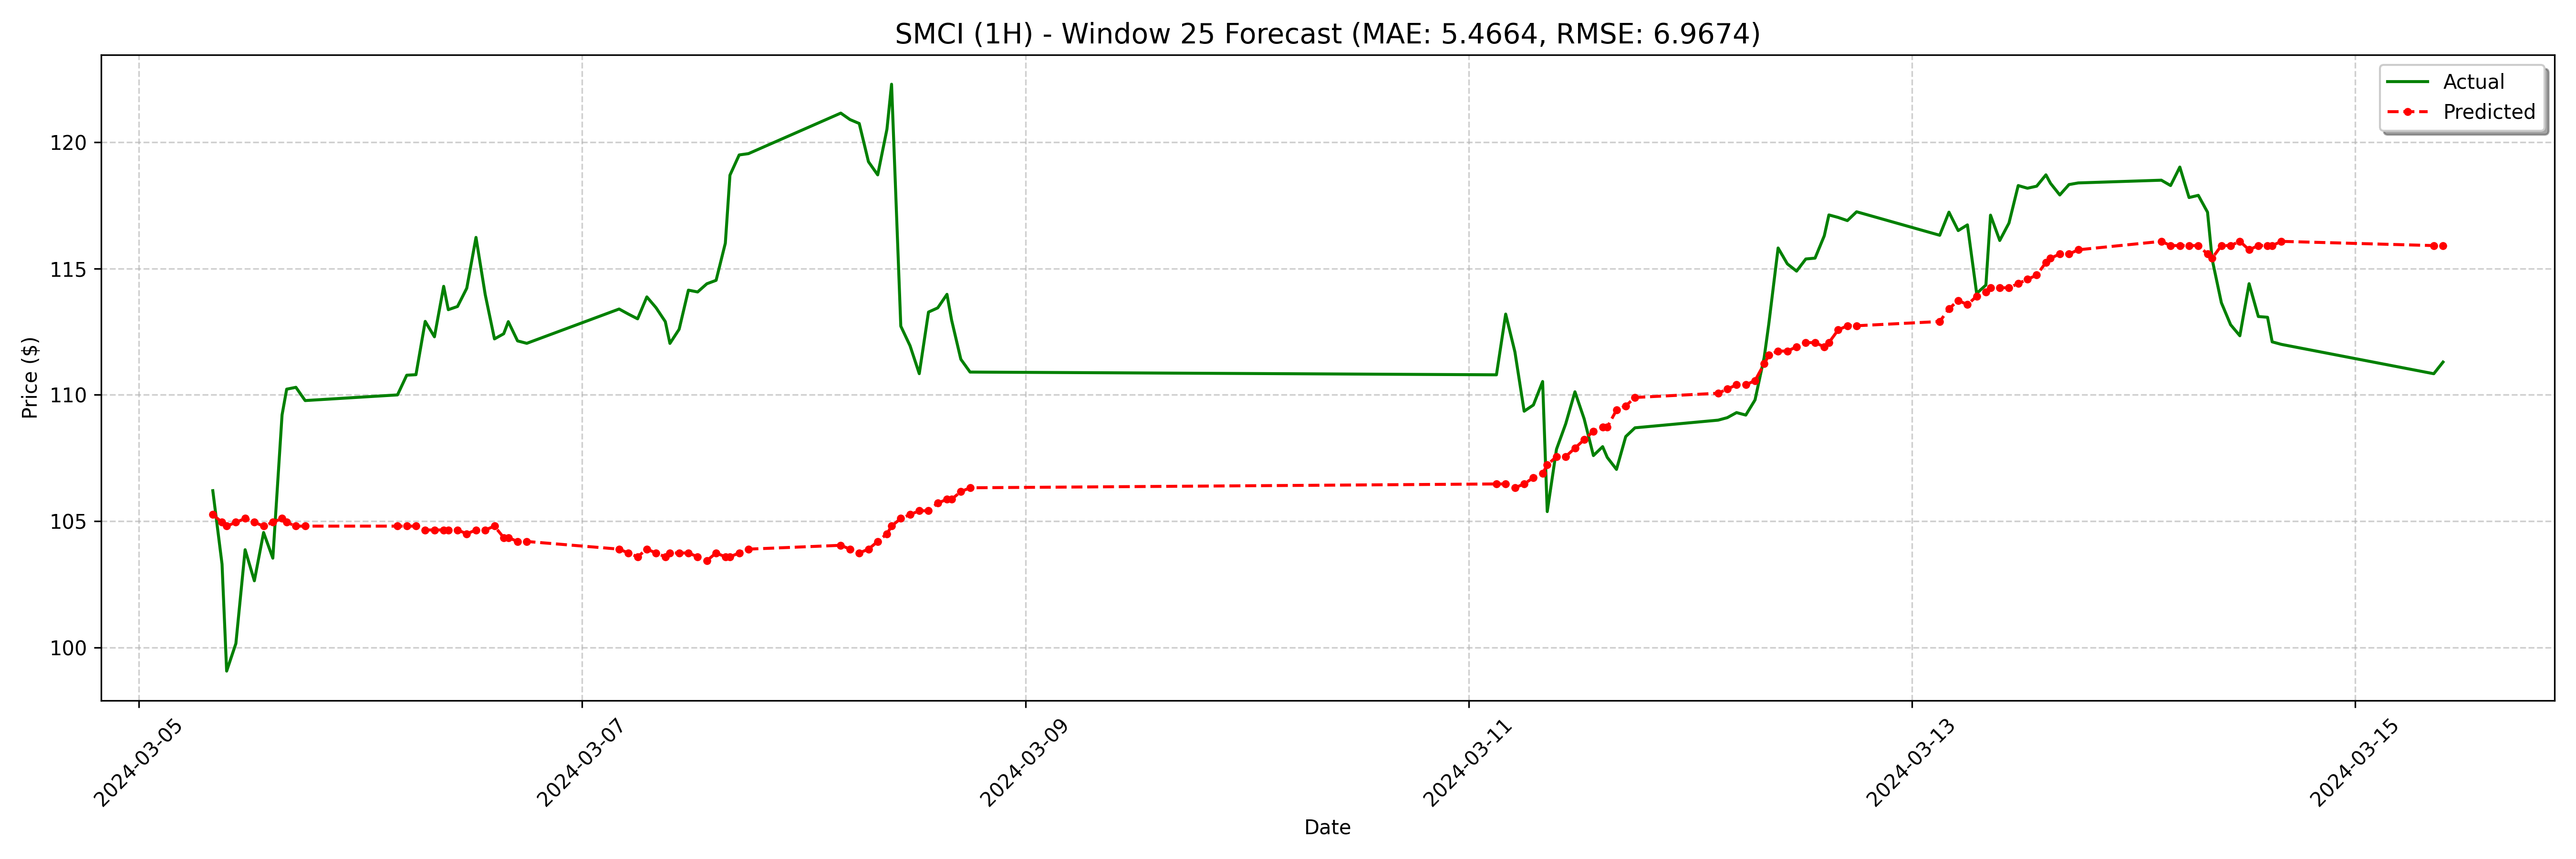 SMCI (1H) - Window 25 Forecast (MAE: 5.4664, RMSE: 6.9674)
Actual
Predicted
Price ($)
120
115
110
105
100
2024-03-05
2024-03-07
2024-03-09
2024-03-11
2024-03-13
2024-03-15
Date